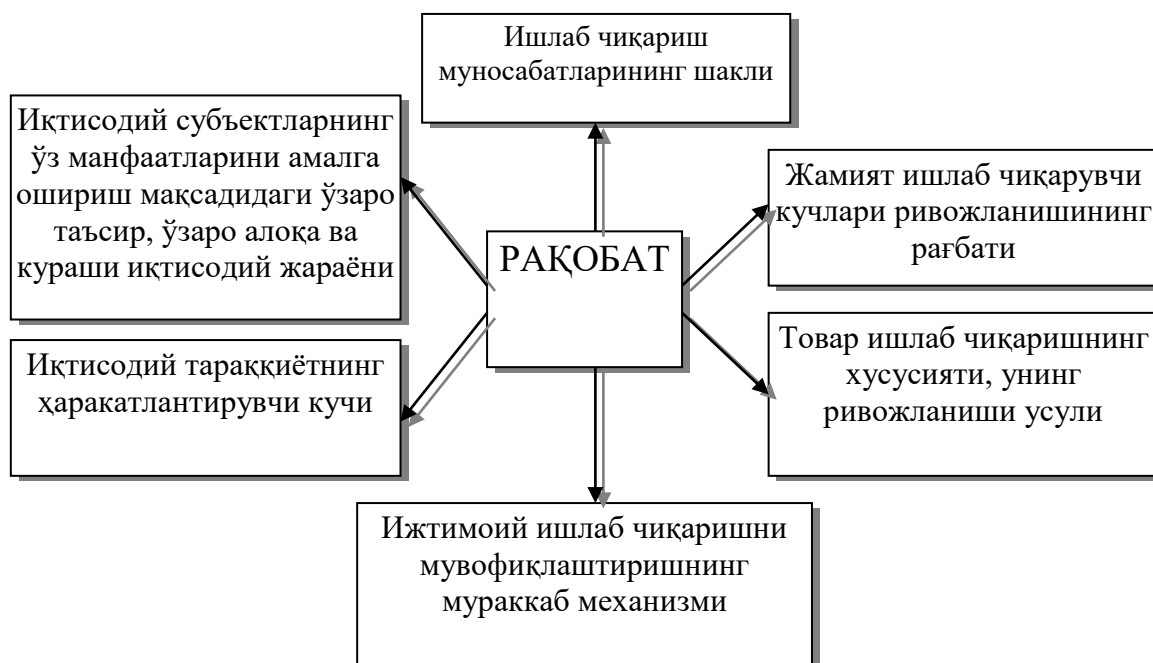 Ишлаб чиқариш
муносабатларининг шакли
Иқтисодий субъектларнинг
ўз манфаатларини амалга
ошириш мақсадидаги ўзаро
таъсир, ўзаро алоқа ва
кураши иқтисодий жараёни
Жамият ишлаб чиқарувчи
кучлари ривожланишининг
рағбати
РАҚОБАТ
Иқтисодий тараққиётнинг
ҳаракатлантирувчи кучи
Товар ишлаб чиқаришнинг
хусусияти, унинг
ривожланиши усули
Ижтимоий ишлаб чиқаришни
мувофиқлаштиришнинг
мураккаб механизми